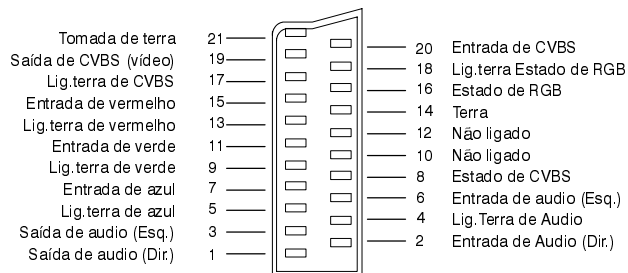 Tomada de terra 21
Saída de CVBS (vídeo) 19
Lig.terra de CVBS 17
Entrada de vermelho 15
Lig.terra de vermelho 13
Entrada de verde 11
Lig.terra de verde 9
Entrada de azul 7
Lig.terra de azul 5
Saída de audio (Esq.) 3
Saída de audio (Dir.) 1
20 Entrada de CVBS
18 Lig.terra Estado de RGB
16 Estado de RGB
14 Terra
12 Não ligado
10 Não ligado
8 Estado de CVBS
6 Entrada de audio (Esq.)
4 Lig.Terra de Audio
2 Entrada de Audio (Dir.)